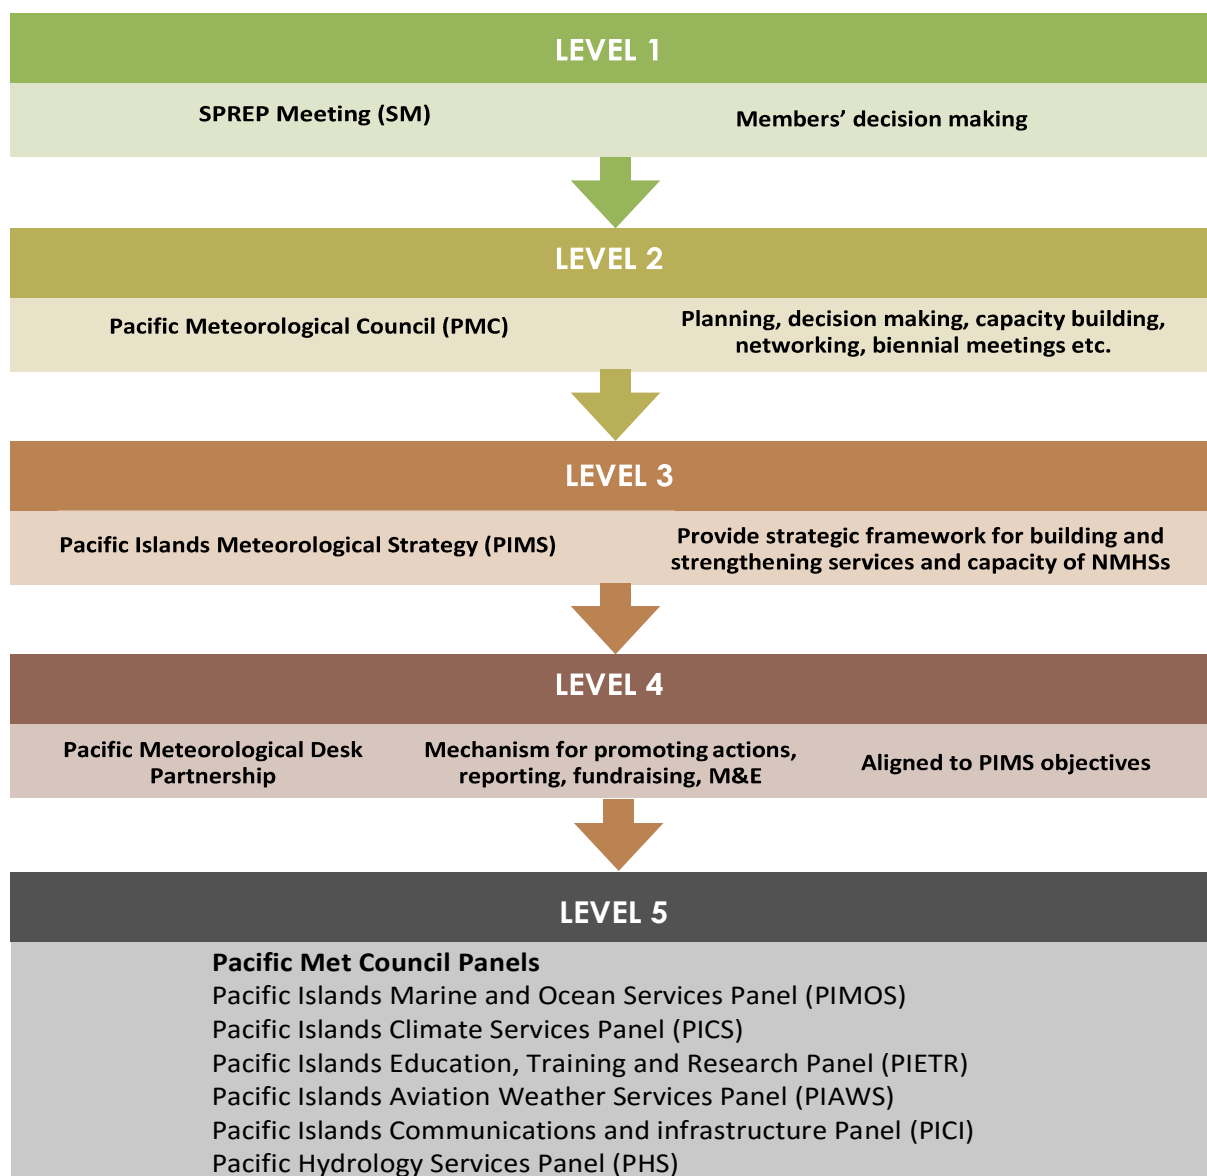 LEVEL 1
SPREP Meeting (SM)
Members’ decision making
LEVEL 2
Pacific Meteorological Council (PMC)
Planning, decision making, capacity building,
networking, biennial meetings etc.
LEVEL 3
Pacific Islands Meteorological Strategy (PIMS)
Provide strategic framework for building and
strengthening services and capacity of NMHSs
LEVEL 4
Pacific Meteorological Desk
Partnership
Mechanism for promoting actions,
reporting, fundraising, M&E
Aligned to PIMS objectives
LEVEL 5
Pacific Met Council Panels
Pacific Islands Marine and Ocean Services Panel (PIMOS)
Pacific Islands Climate Services Panel (PICS)
Pacific Islands Education, Training and Research Panel (PIETR)
Pacific Islands Aviation Weather Services Panel (PIAWS)
Pacific Islands Communications and infrastructure Panel (PICI)
Pacific Hydrology Services Panel (PHS)